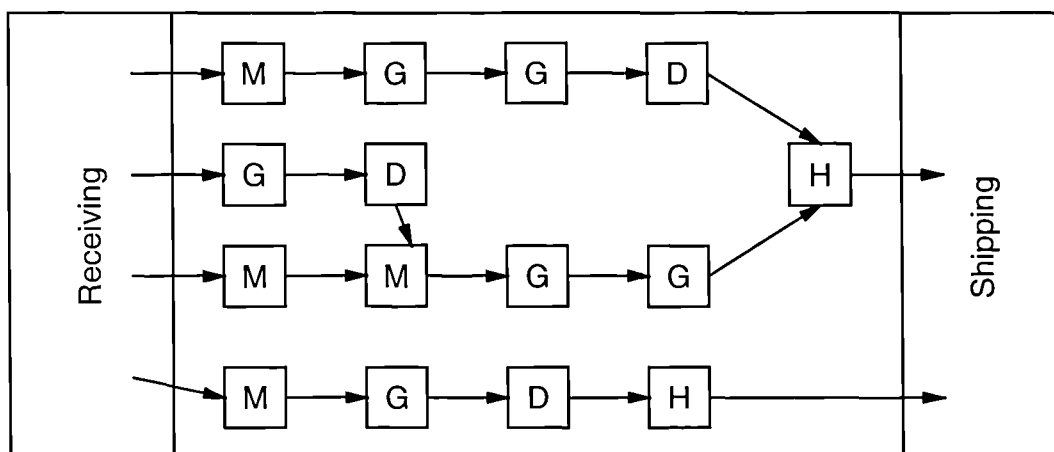 Receiving
M G G D
G D H
M M G G
M G D H
Shipping